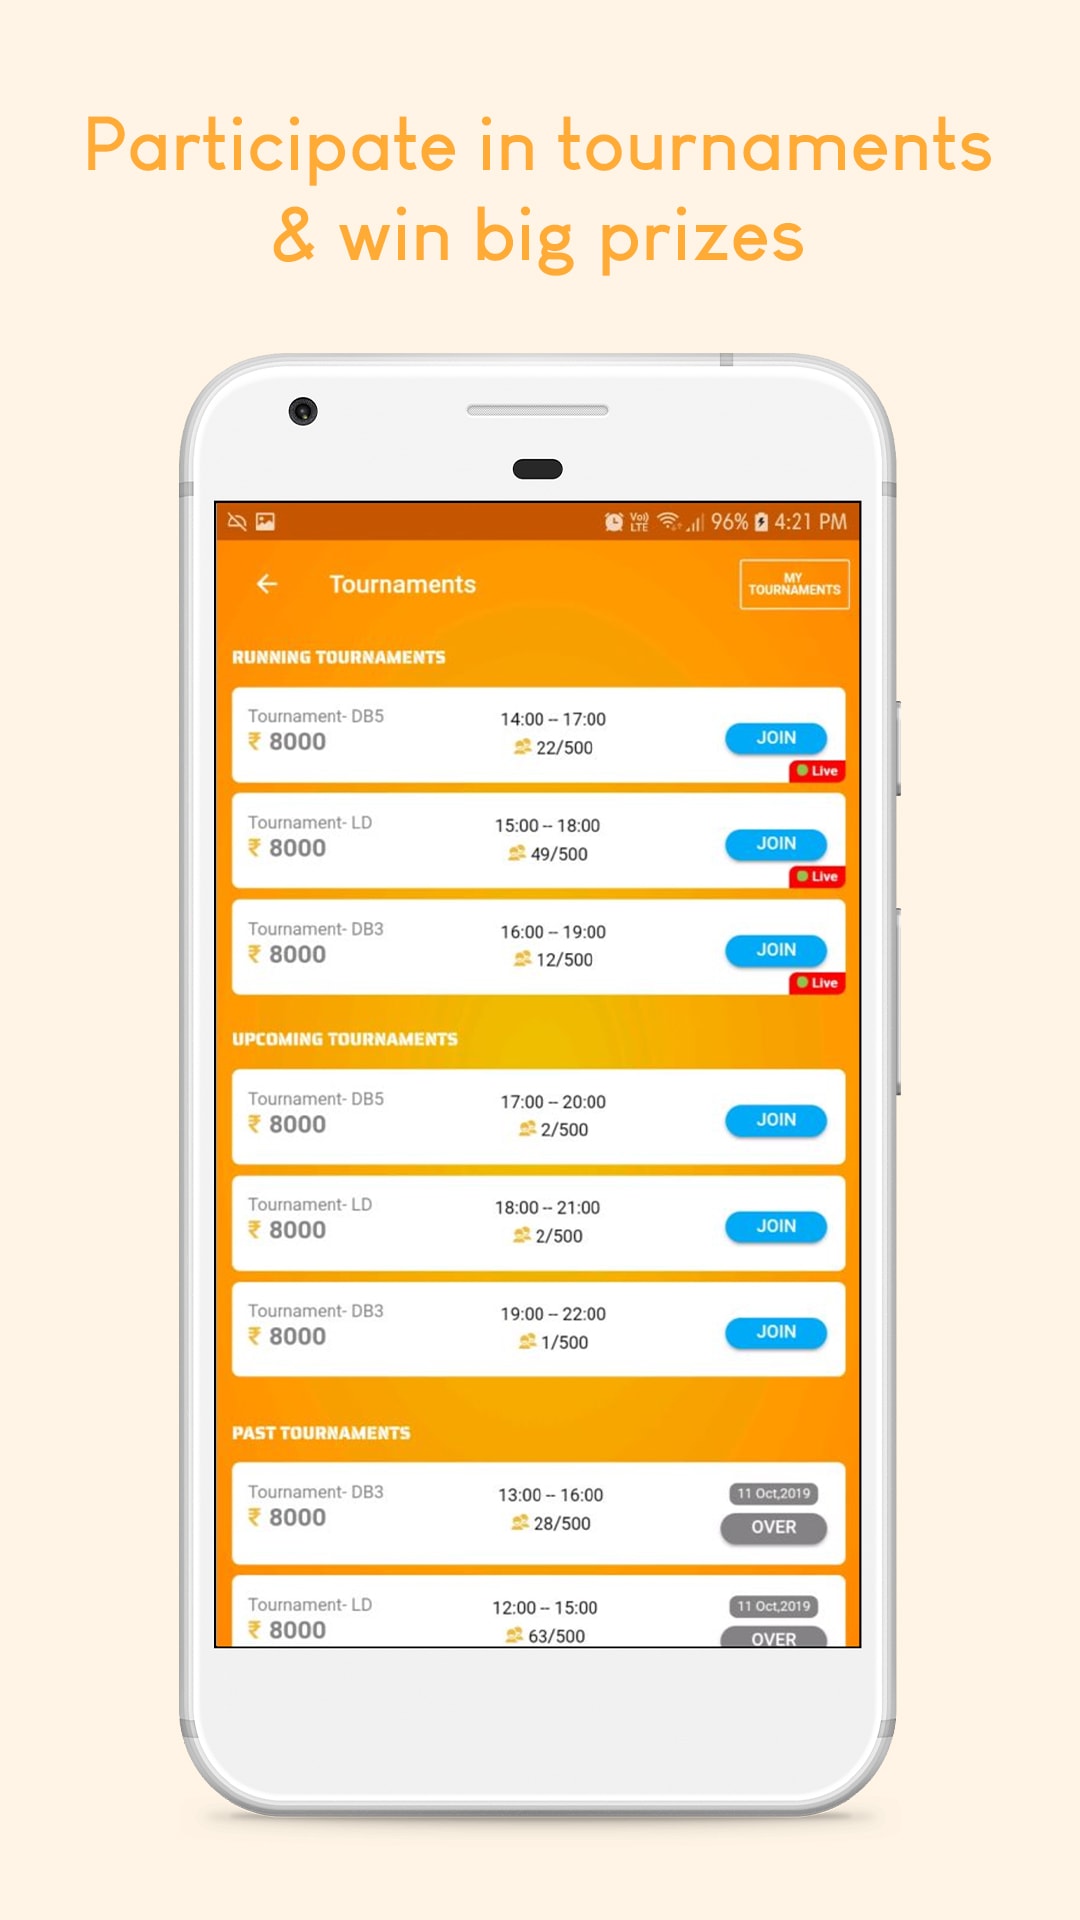 Participate in tournaments
& win big prizes
Vo)) LTE 96% 4:21 PM
Tournaments
MY
TOURNAMENTS
RUNNING TOURNAMENTS
Tournament- DB5
₹ 8000
14:00 -- 17:00
22/500
JOIN
Live
Tournament- LD
₹ 8000
15:00 -- 18:00
49/500
JOIN
Live
Tournament- DB3
₹ 8000
16:00 -- 19:00
12/500
JOIN
Live
UPCOMING TOURNAMENTS
Tournament- DB5
₹ 8000
17:00 -- 20:00
2/500
JOIN
Tournament- LD
₹ 8000
18:00 -- 21:00
2/500
JOIN
Tournament- DB3
₹ 8000
19:00 -- 22:00
1/500
JOIN
PAST TOURNAMENTS
Tournament- DB3
₹ 8000
13:00 -- 16:00
28/500
11 Oct,2019
OVER
Tournament- LD
₹ 8000
12:00 -- 15:00
63/500
11 Oct,2019
OVER